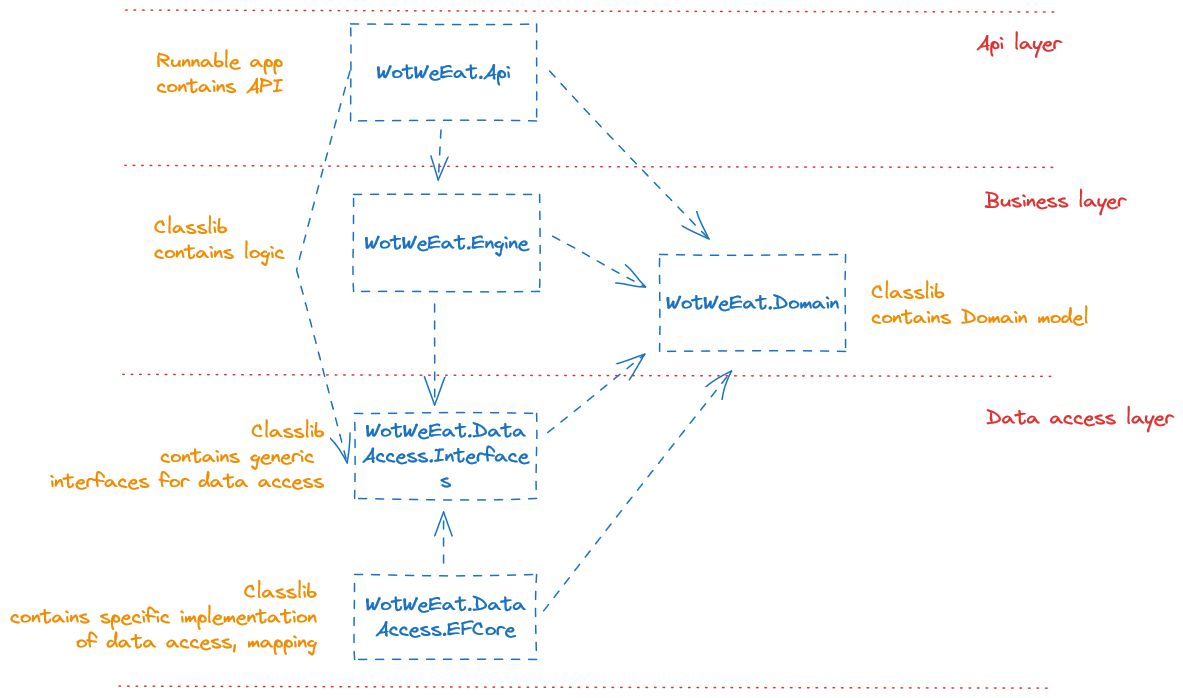 Api layer
Runnable app
contains API
WotWeEat.Api
Business layer
Classlib
contains logic
WotWeEat.Engine
WotWeEat.Domain
Classlib
contains Domain model
Data access layer
Classlib
contains generic
interfaces for data access
WotWeEat.Data
Access.Interface
s
Classlib
contains specific implementation
of data access, mapping
WotWeEat.Data
Access.EFCore